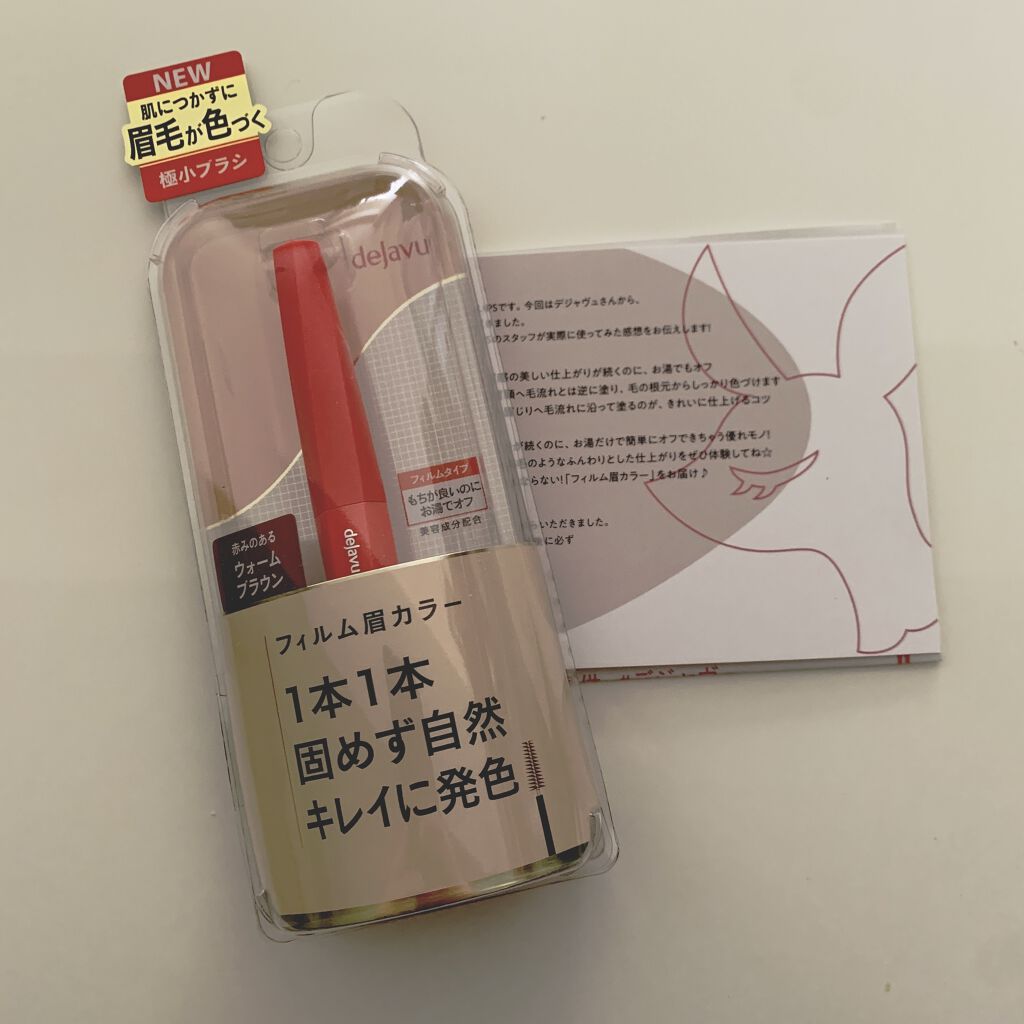 NEW
肌につかずに
眉毛が色づく
極小ブラシ
dejavu
フィルムタイプ
もちが良いのに
お湯でオフ
美容成分配合
赤みのある
ウォーム
ブラウン
dejavu
フィルム眉カラー
1本1本
固めず自然
キレイに発色
PSです。今回はデジャヴュさんから、
きました。
のスタッフが実際に使ってみた感想をお伝えします!
の美しい仕上がりが続くのに、お湯でもオフ
頭へ毛流れとは逆に塗り、毛の根元からしっかり色づけます
じりへ毛流れに沿って塗るのが、きれいに仕上げるコツ
が続くのに、お湯だけで簡単にオフできちゃう優れモノ!
のようなふんわりとした仕上がりをぜひ体験してね☆
ならない!「フィルム眉カラー」をお届け♪
いただきました。
に必ず